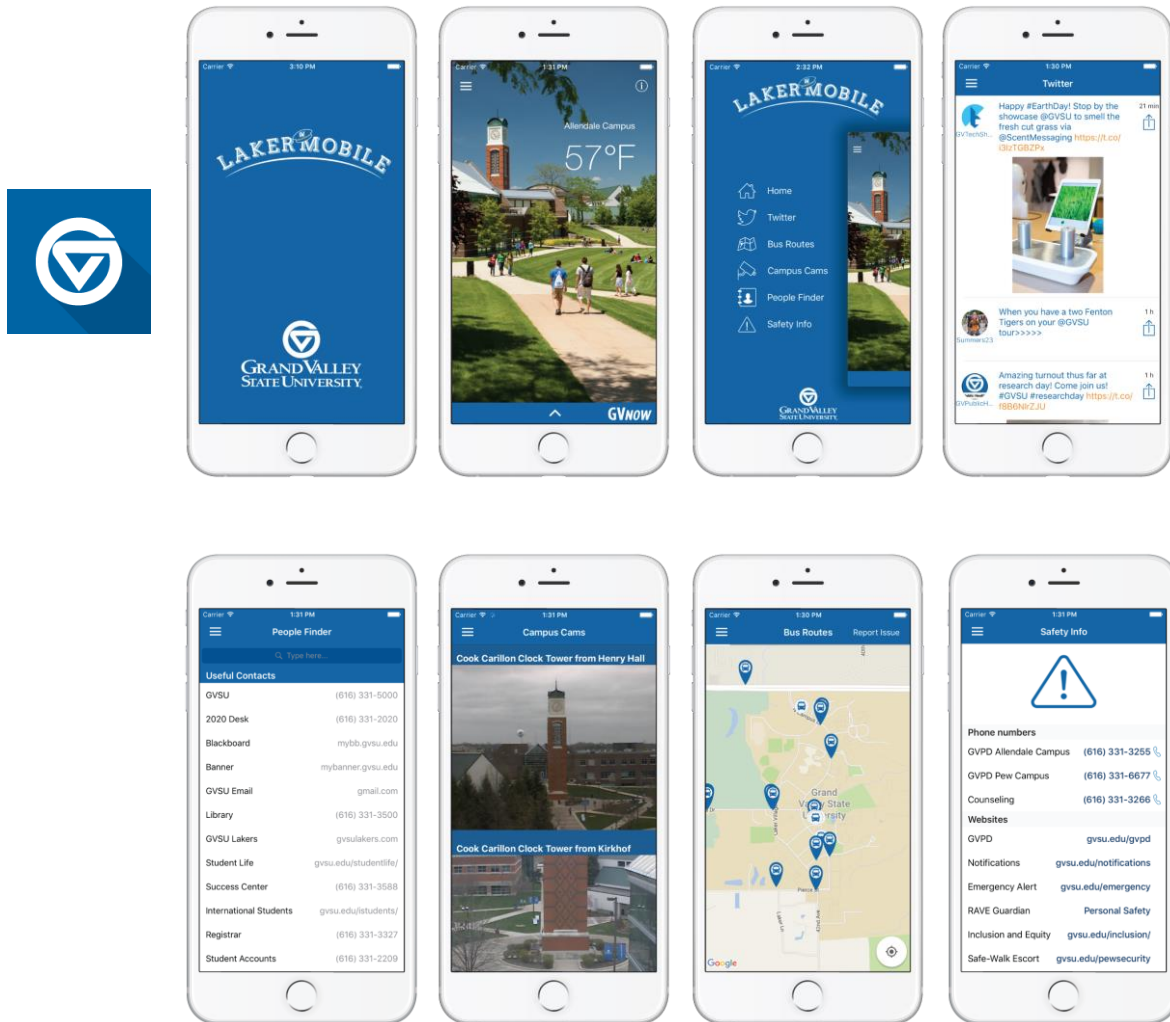 Carrier 3:10 PM
LAKER MOBILE
GRAND VALLEY
STATE UNIVERSITY
Carrier 1:31 PM
Allendale Campus
57°F
GVNOW
Carrier 2:32 PM
LAKER MOBILE
Home
Twitter
Bus Routes
Campus Cams
People Finder
Safety Info
GRAND VALLEY
STATE UNIVERSITY
Carrier 1:30 PM
Twitter
GVTechSh...
Happy #EarthDay! Stop by the
showcase @GVSU to smell the
fresh cut grass via
@ScentMessaging https://t.co/
21 min
Summers23
When you have a two Fenton
Tigers on your @GVSU
tour>>>>>
1 h
GVPublicH...
Amazing turnout thus far at
research day! Come join us!
#GVSU #researchday https://t.co/
1 h
Carrier 1:31 PM
People Finder
Type here...
Useful Contacts
GVSU (616) 331-5000
2020 Desk (616) 331-2020
Blackboard mybb.gvsu.edu
Banner mybanner.gvsu.edu
GVSU Email gmail.com
Library (616) 331-3500
GVSU Lakers gvsulakers.com
Student Life gvsu.edu/studentlife/
Success Center (616) 331-3588
International Students gvsu.edu/istudents/
Registrar (616) 331-3327
Student Accounts (616) 331-2209
Carrier 1:31 PM
Campus Cams
Cook Carillon Clock Tower from Henry Hall
Cook Carillon Clock Tower from Kirkhof
Carrier 1:30 PM
Bus Routes Report Issue
N Campus
Grand
Valley State
University
Pierce St
42nd Ave
Google
Carrier 1:31 PM
Safety Info
Phone numbers
GVPD Allendale Campus (616) 331-3255
GVPD Pew Campus (616) 331-6677
Counseling (616) 331-3266
Websites
GVPD gvsu.edu/gvpd
Notifications gvsu.edu/notifications
Emergency Alert gvsu.edu/emergency
RAVE Guardian Personal Safety
Inclusion and Equity gvsu.edu/inclusion/
Safe-Walk Escort gvsu.edu/pewsecurity